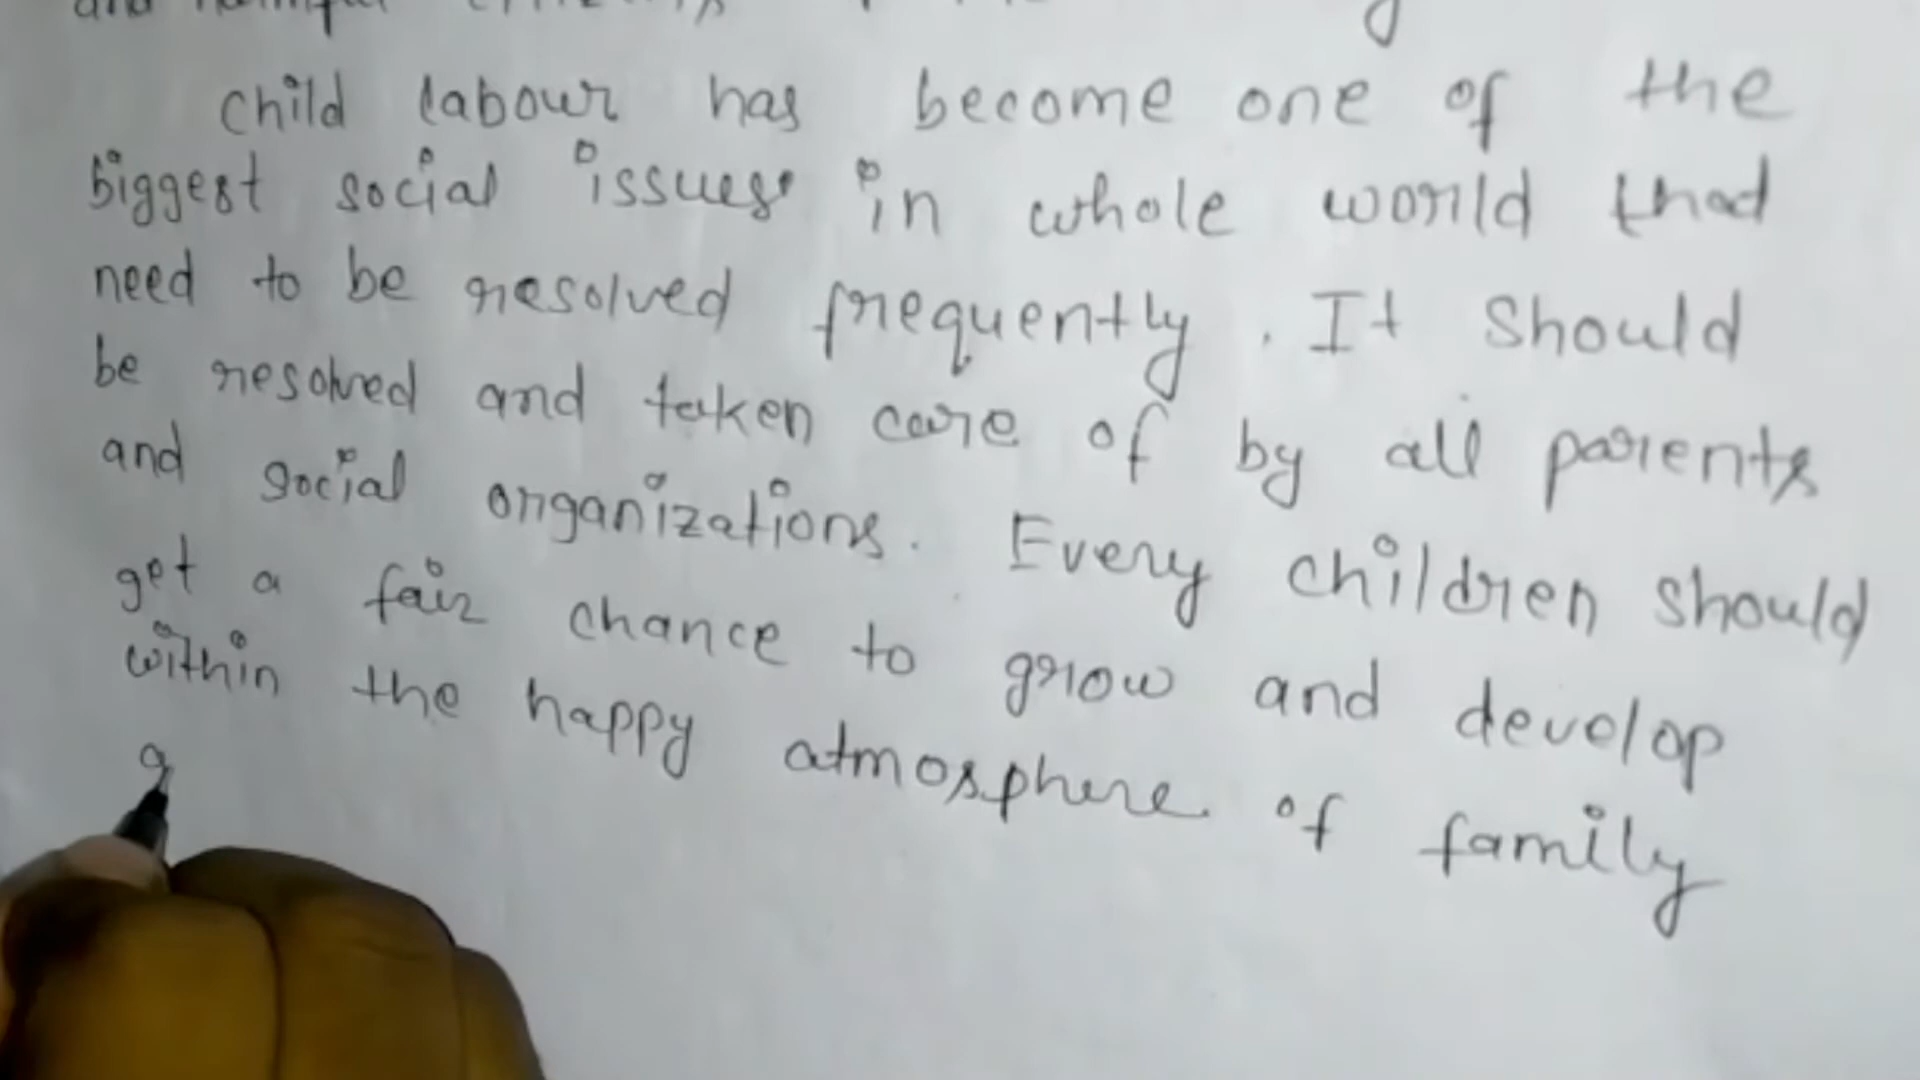 child labour has become one of the
biggest social issues in whole world that
need to be resolved frequently. It should
be resolved and taken care of by all parents
and social organizations. Every children should
get a fair chance to grow and develop
within the happy atmosphere of family